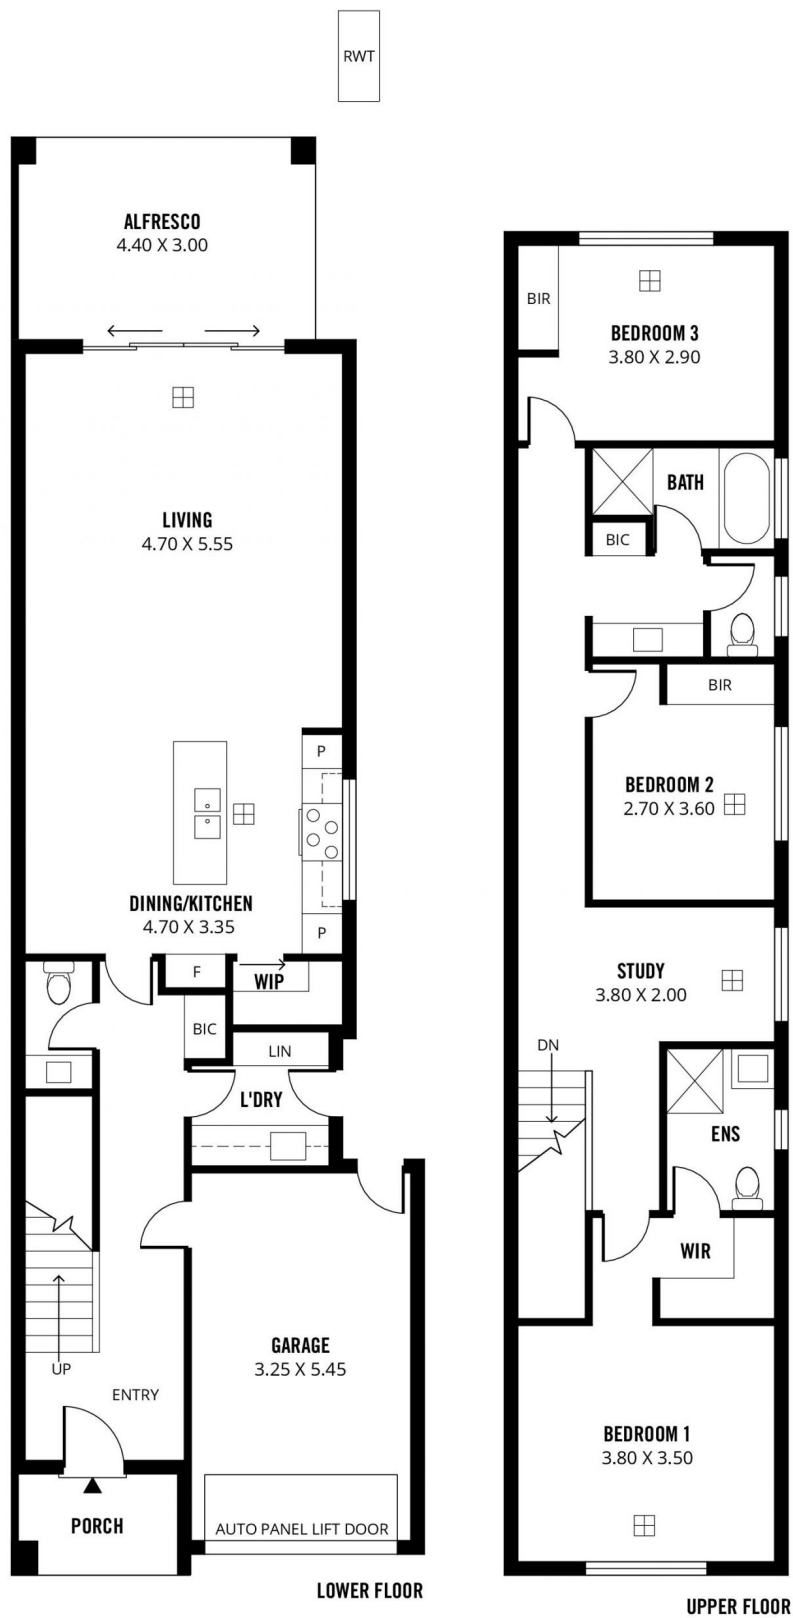 RWT
ALFRESCO
4.40 X 3.00
LIVING
4.70 X 5.55
P
DINING/KITCHEN
4.70 X 3.35
P
F
WIP
BIC
LIN
L'DRY
UP
ENTRY
GARAGE
3.25 X 5.45
PORCH
AUTO PANEL LIFT DOOR
LOWER FLOOR
BIR
BEDROOM 3
3.80 X 2.90
BATH
BIC
BIR
BEDROOM 2
2.70 X 3.60
STUDY
3.80 X 2.00
DN
ENS
WIR
BEDROOM 1
3.80 X 3.50
UPPER FLOOR